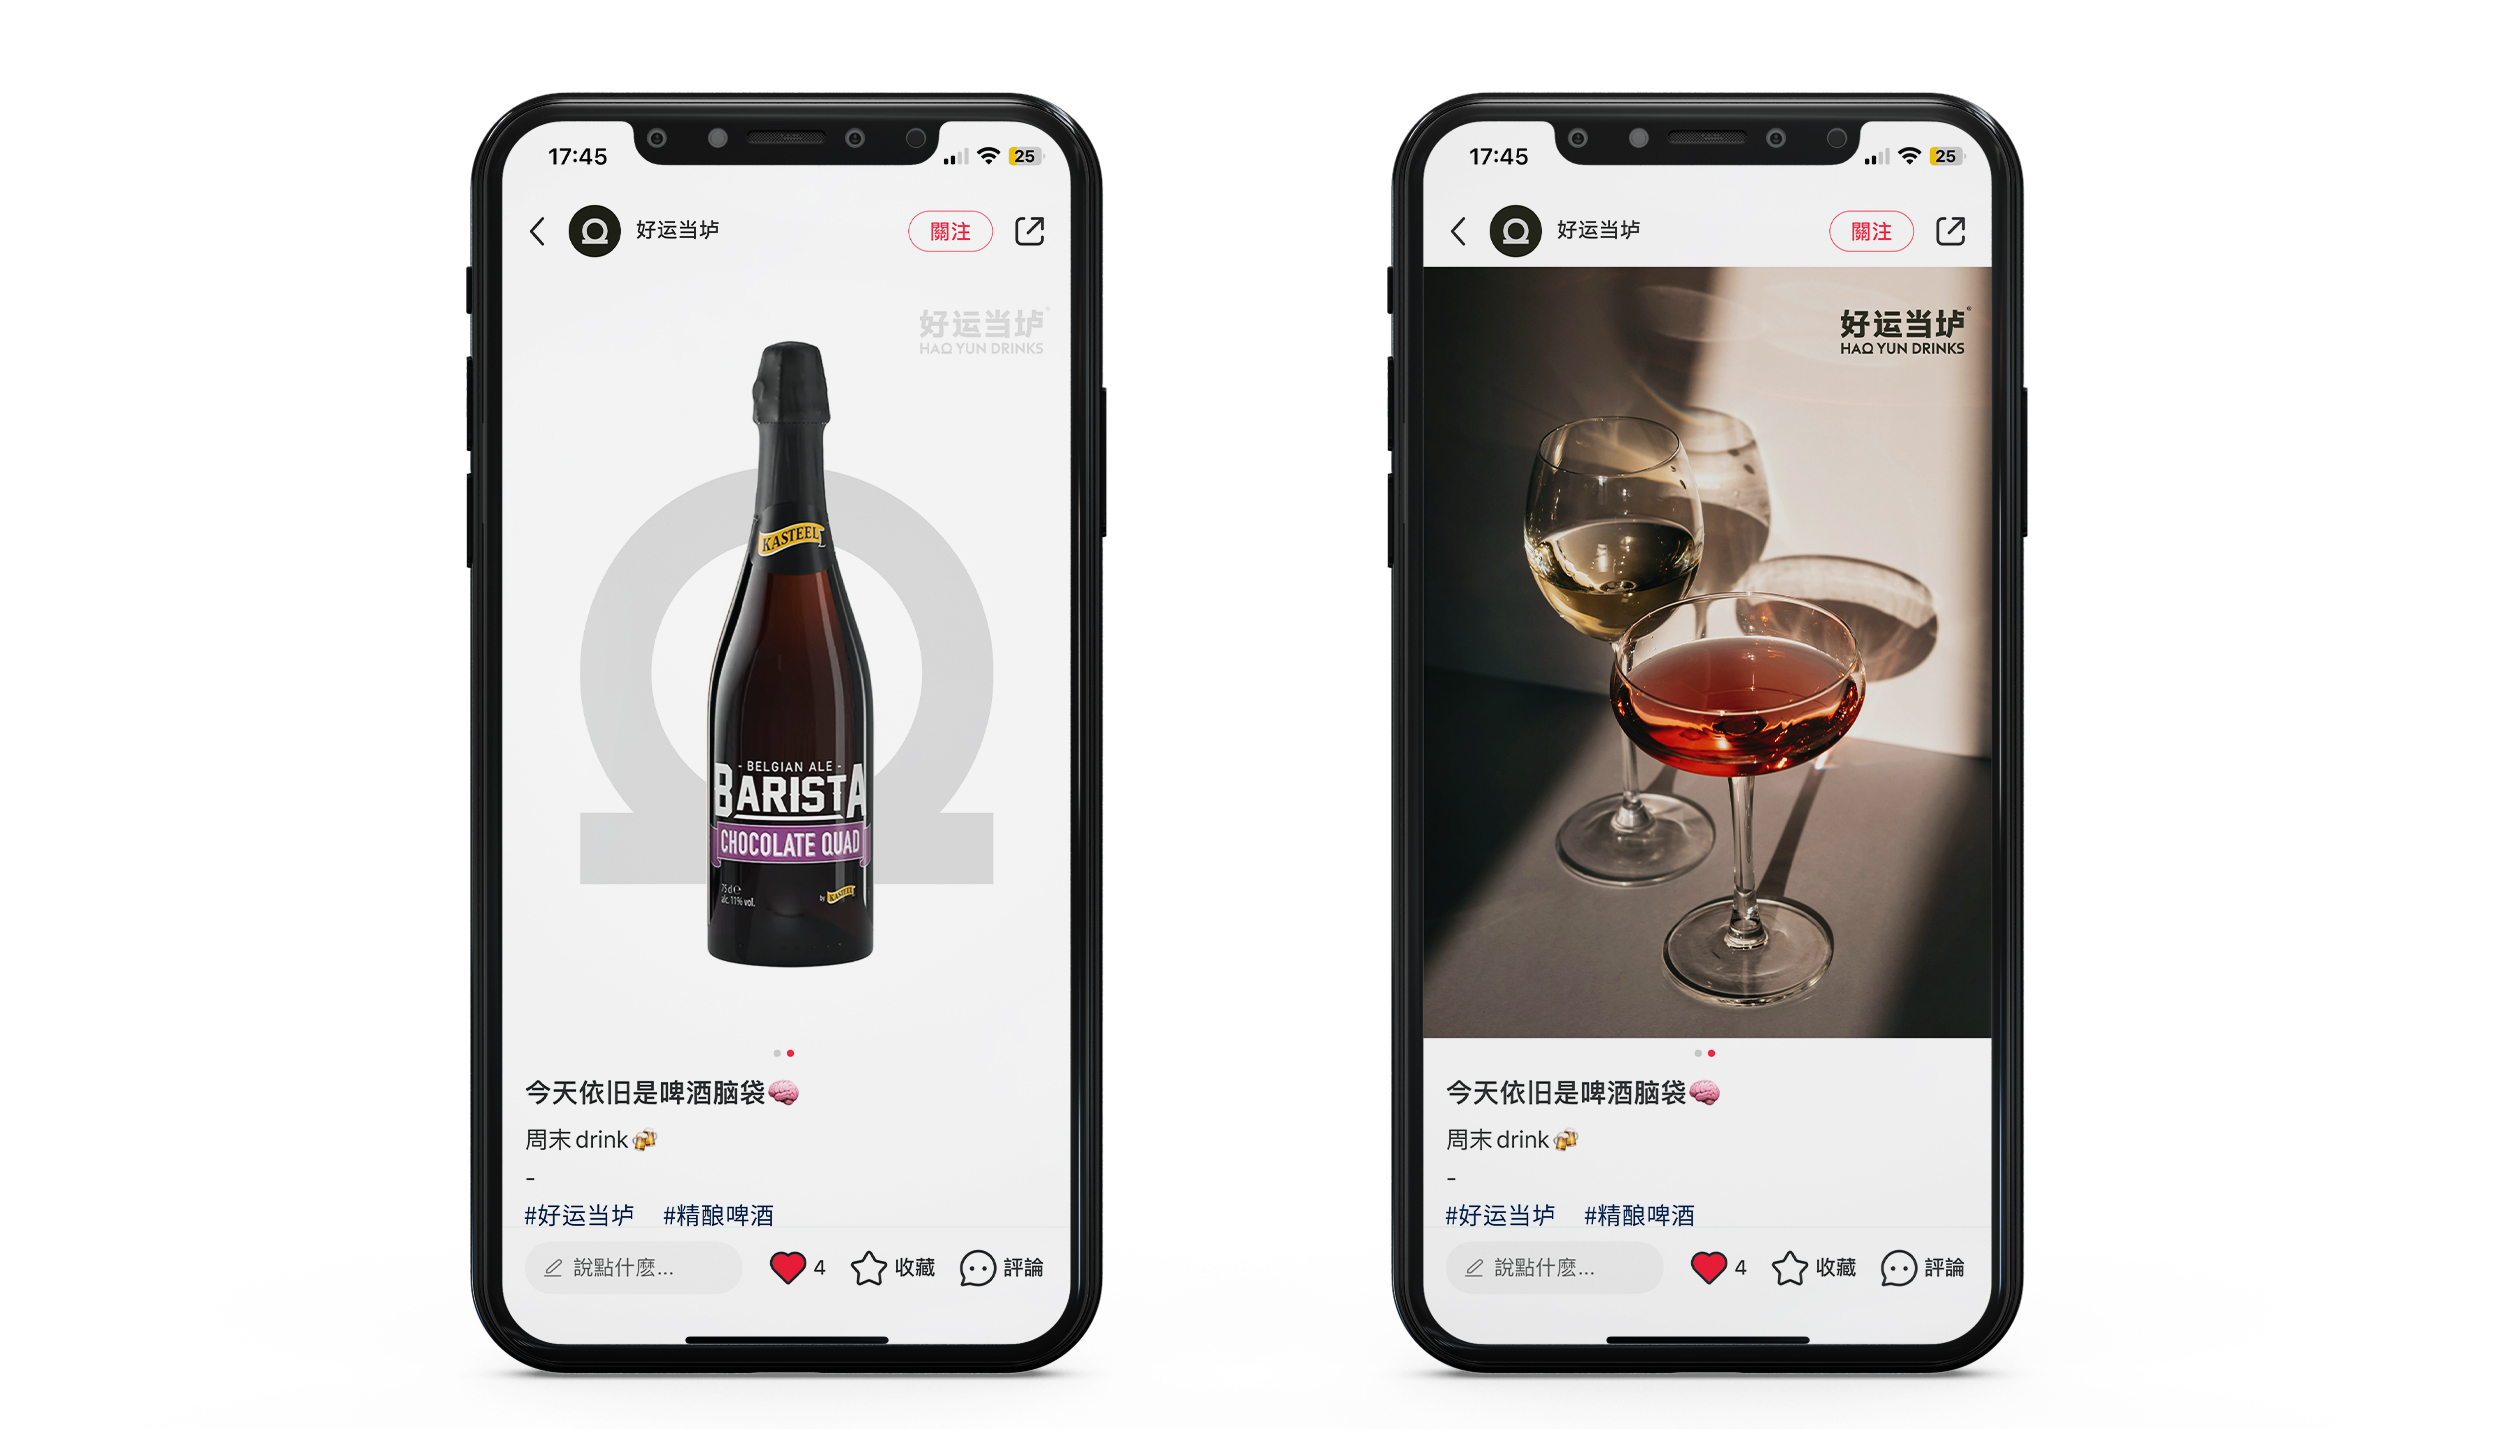 17:45
25
好运当垆
關注
好运当垆
HAO YUN DRINKS
KASTEEL
- BELGIAN ALE -
BARISTA
CHOCOLATE QUAD
75 cl e
alc. 11% vol.
by KASTEEL
今天依旧是啤酒脑袋🧠
周末 drink🍻
-
#好运当垆 #精酿啤酒
說點什麼...
4
收藏
評論
17:45
25
好运当垆
關注
好运当垆
HAO YUN DRINKS
今天依旧是啤酒脑袋🧠
周末 drink🍻
-
#好运当垆 #精酿啤酒
說點什麼...
4
收藏
評論